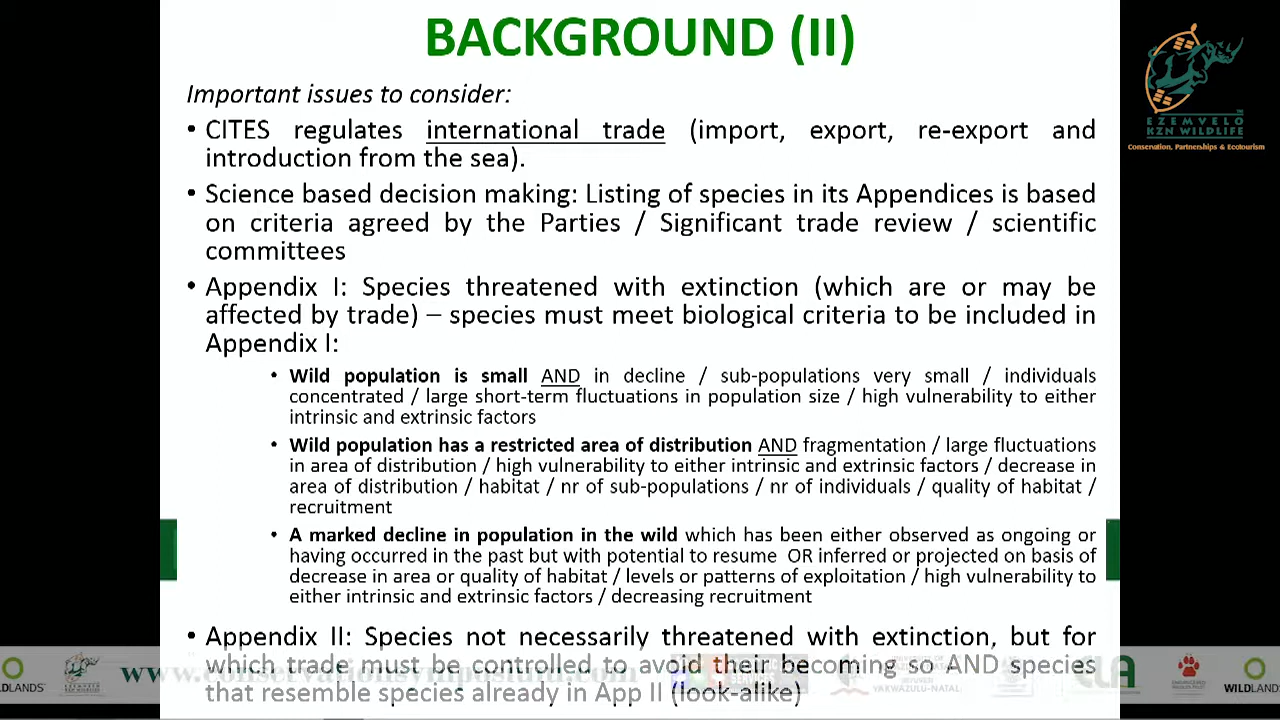 BACKGROUND (II)
Important issues to consider:
• CITES regulates international trade (import, export, re-export and
introduction from the sea).
• Science based decision making: Listing of species in its Appendices is based
on criteria agreed by the Parties / Significant trade review / scientific
committees
• Appendix I: Species threatened with extinction (which are or may be
affected by trade) – species must meet biological criteria to be included in
Appendix I:
• Wild population is small AND in decline / sub-populations very small / individuals
concentrated / large short-term fluctuations in population size / high vulnerability to either
intrinsic and extrinsic factors
• Wild population has a restricted area of distribution AND fragmentation / large fluctuations
in area of distribution / high vulnerability to either intrinsic and extrinsic factors / decrease in
area of distribution / habitat / nr of sub-populations / nr of individuals / quality of habitat /
recruitment
• A marked decline in population in the wild which has been either observed as ongoing or
having occurred in the past but with potential to resume OR inferred or projected on basis of
decrease in area or quality of habitat / levels or patterns of exploitation / high vulnerability to
either intrinsic and extrinsic factors / decreasing recruitment
• Appendix II: Species not necessarily threatened with extinction, but for
which trade must be controlled to avoid their becoming so AND species
that resemble species already in App II (look-alike)
EZEMVELO
KZN WILDLIFE
Conservation, Partnerships & Ecotourism
WILDLANDS